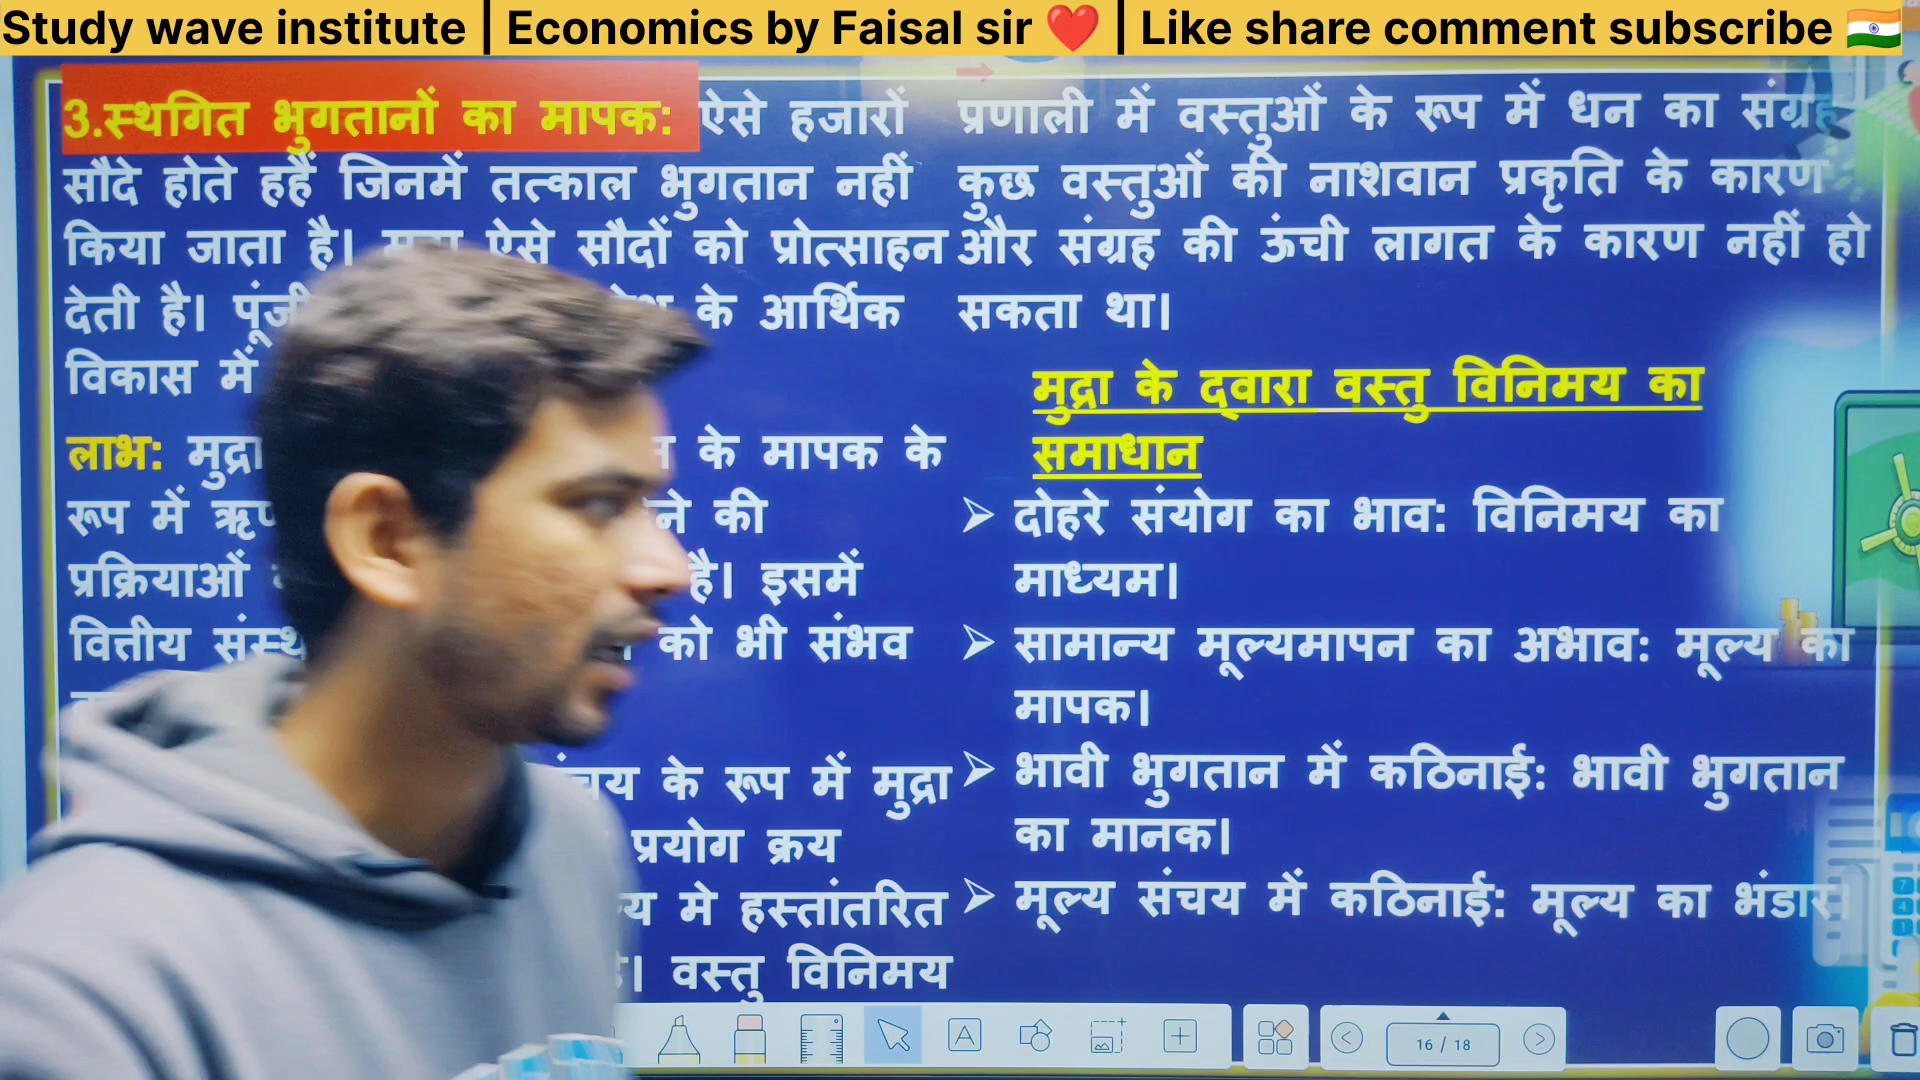 Study wave institute | Economics by Faisal sir ❤️ | Like share comment subscribe 🇮🇳
3.स्थगित भुगतानों का मापक: ऐसे हजारों
सौदे होते हहैं जिनमें तत्काल भुगतान नहीं
किया जाता है। ऐसे सौदों को प्रोत्साहन
देती है। के आर्थिक
विकास में
लाभ: मुद्रा के मापक के
रूप में की
प्रक्रियाओं है। इसमें
वित्तीय को भी संभव
के रूप में मुद्रा
प्रयोग क्रय
मे हस्तांतरित
वस्तु विनिमय
प्रणाली में वस्तुओं के रूप में धन का संग्रह
कुछ वस्तुओं की नाशवान प्रकृति के कारण
और संग्रह की ऊंची लागत के कारण नहीं हो
सकता था।
मुद्रा के द्वारा वस्तु विनिमय का
समाधान
➢ दोहरे संयोग का भाव: विनिमय का
माध्यम।
➢ सामान्य मूल्यमापन का अभाव: मूल्य का
मापक।
➢ भावी भुगतान में कठिनाई: भावी भुगतान
का मानक।
➢ मूल्य संचय में कठिनाई: मूल्य का भंडार।
A
16 / 18